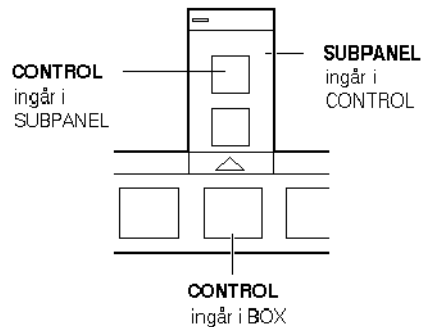 CONTROL
ingår i
SUBPANEL
SUBPANEL
ingår i
CONTROL
CONTROL
ingår i BOX